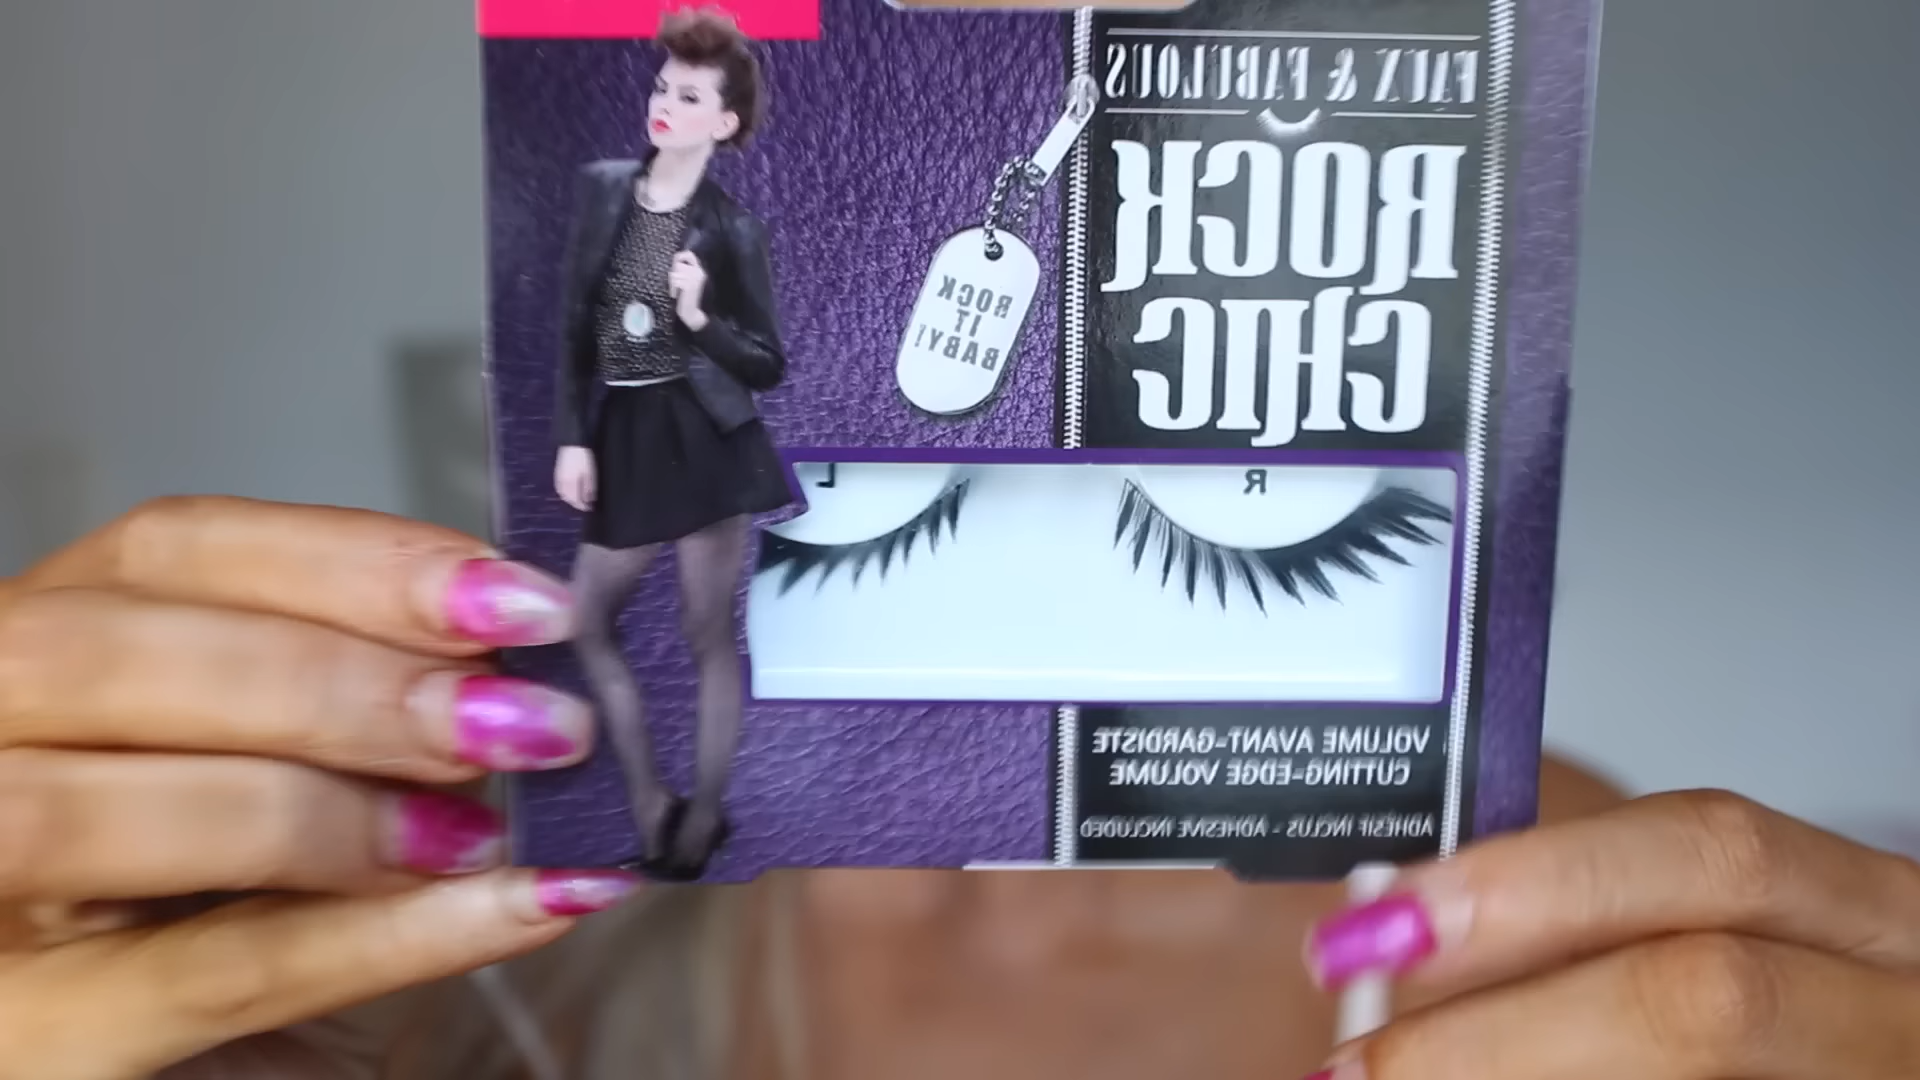 FAUX & FABULOUS
ROCK
CHIC
ROCK
IT
BABY!
L
R
VOLUME AVANT-GARDISTE
CUTTING-EDGE VOLUME
ADHÉSIF INCLUS - ADHESIVE INCLUDED